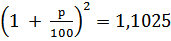 (1 + p/100)² = 1,1025